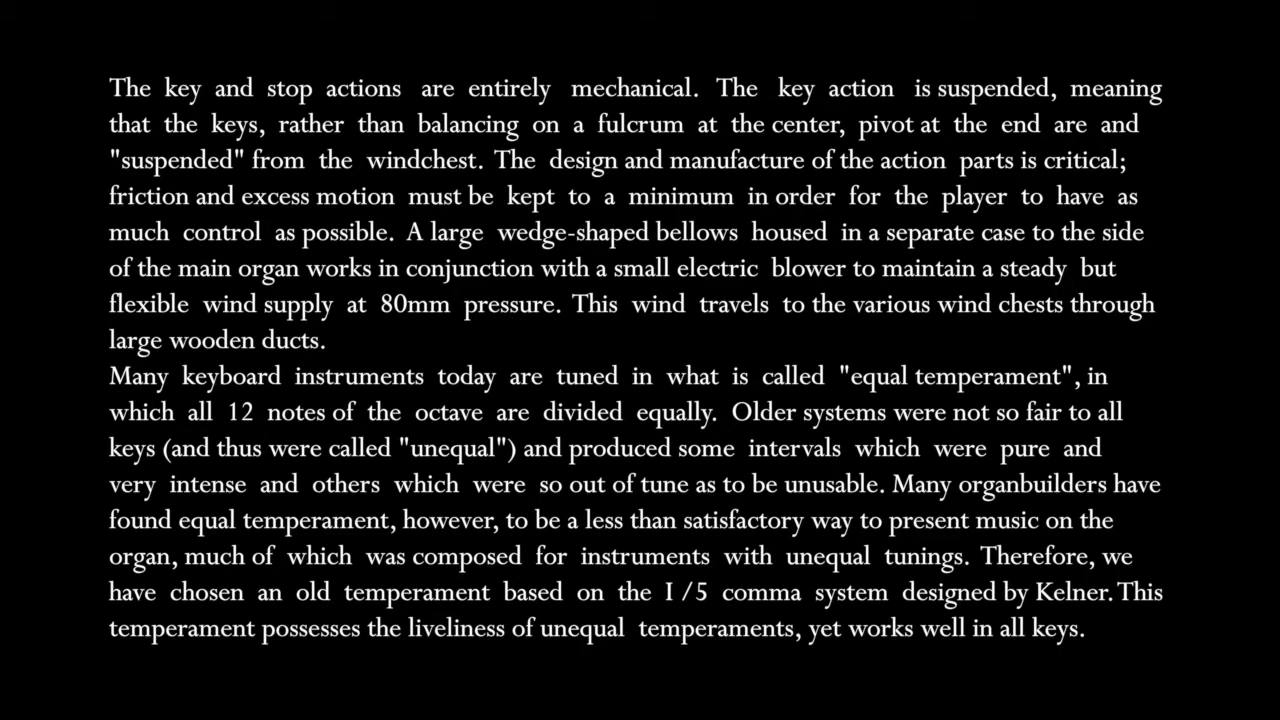 The key and stop actions are entirely mechanical. The key action is suspended, meaning
that the keys, rather than balancing on a fulcrum at the center, pivot at the end are and
"suspended" from the windchest. The design and manufacture of the action parts is critical;
friction and excess motion must be kept to a minimum in order for the player to have as
much control as possible. A large wedge-shaped bellows housed in a separate case to the side
of the main organ works in conjunction with a small electric blower to maintain a steady but
flexible wind supply at 80mm pressure. This wind travels to the various wind chests through
large wooden ducts.
Many keyboard instruments today are tuned in what is called "equal temperament", in
which all 12 notes of the octave are divided equally. Older systems were not so fair to all
keys (and thus were called "unequal") and produced some intervals which were pure and
very intense and others which were so out of tune as to be unusable. Many organbuilders have
found equal temperament, however, to be a less than satisfactory way to present music on the
organ, much of which was composed for instruments with unequal tunings. Therefore, we
have chosen an old temperament based on the I /5 comma system designed by Kelner. This
temperament possesses the liveliness of unequal temperaments, yet works well in all keys.